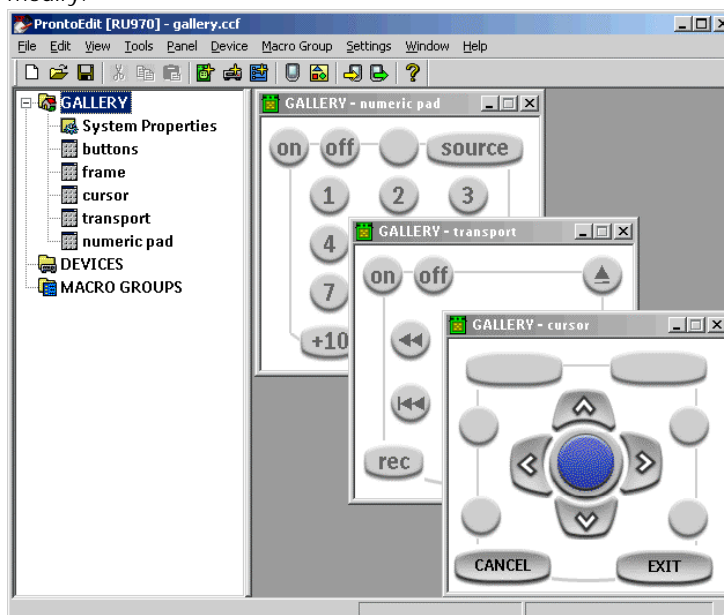 modify.
ProntoEdit [RU970] - gallery.ccf
File Edit View Tools Panel Device Macro Group Settings Window Help
GALLERY
System Properties
buttons
frame
cursor
transport
numeric pad
DEVICES
MACRO GROUPS
GALLERY - numeric pad
on off source
1 2 3
4
7
+10
GALLERY - transport
on off
rec
GALLERY - cursor
CANCEL EXIT